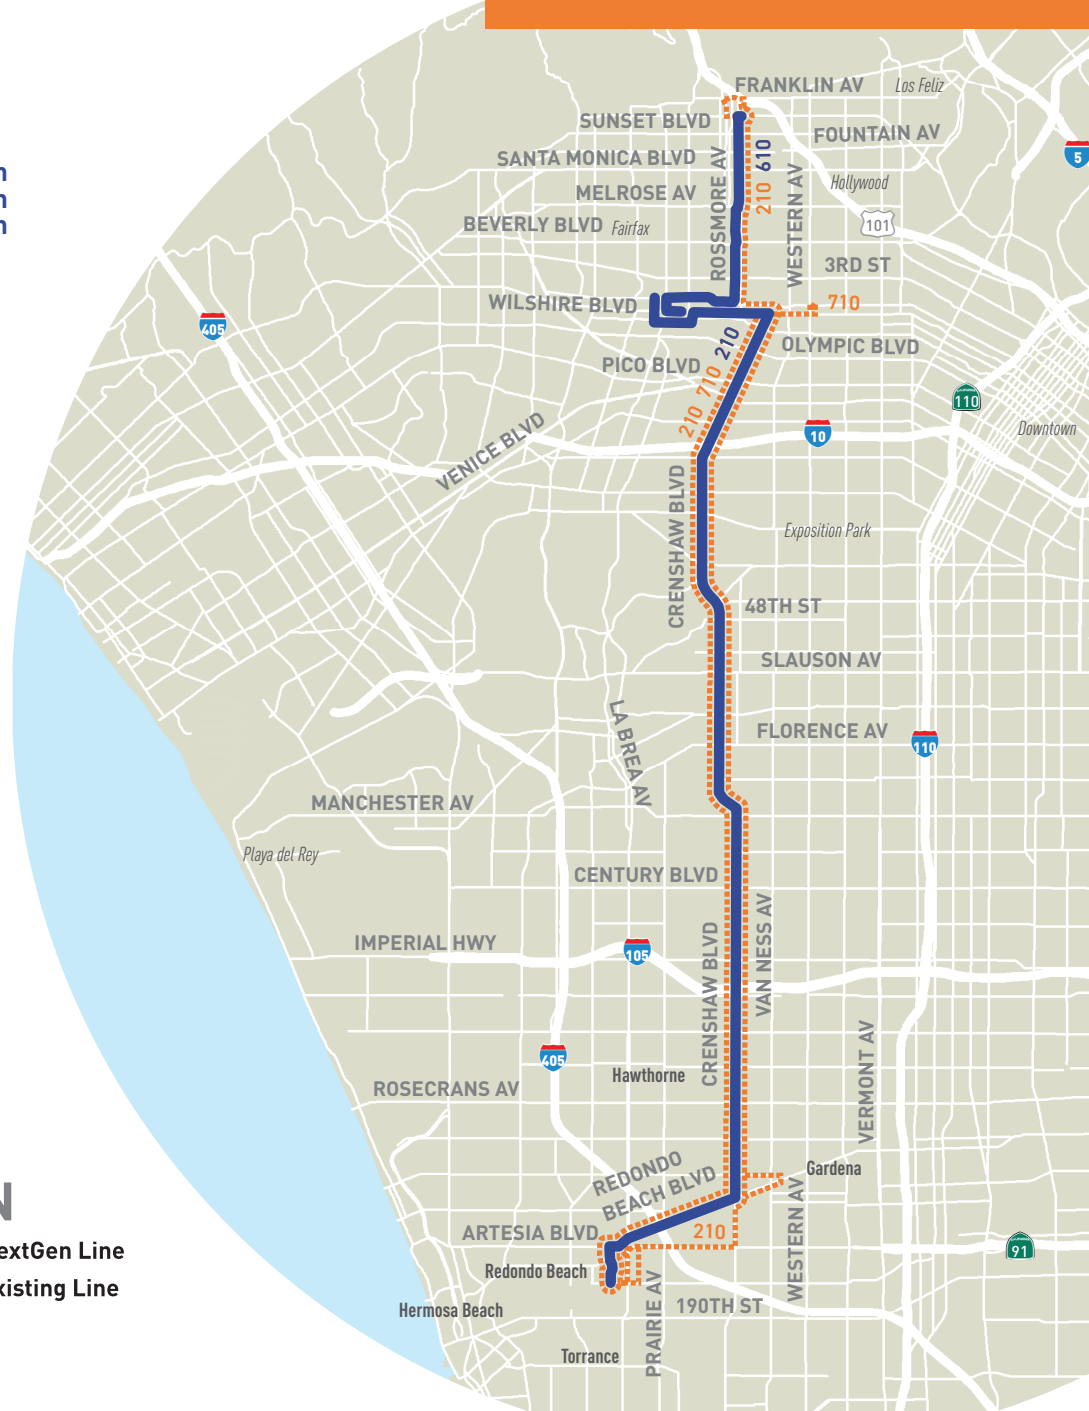 FRANKLIN AV
Los Feliz
SUNSET BLVD
FOUNTAIN AV
5
SANTA MONICA BLVD
ROSSMORE AV
210 610
WESTERN AV
Hollywood
MELROSE AV
BEVERLY BLVD
Fairfax
101
3RD ST
WILSHIRE BLVD
710
405
210
OLYMPIC BLVD
PICO BLVD
210 710
110
VENICE BLVD
10
Downtown
CRENSHAW BLVD
Exposition Park
48TH ST
SLAUSON AV
LA BREA AV
FLORENCE AV
110
MANCHESTER AV
Playa del Rey
CENTURY BLVD
VAN NESS AV
CRENSHAW BLVD
IMPERIAL HWY
105
405
VERMONT AV
Hawthorne
ROSECRANS AV
REDONDO
BEACH BLVD
Gardena
WESTERN AV
ARTESIA BLVD
210
91
extGen Line
Redondo Beach
xisting Line
PRAIRIE AV
190TH ST
Hermosa Beach
Torrance